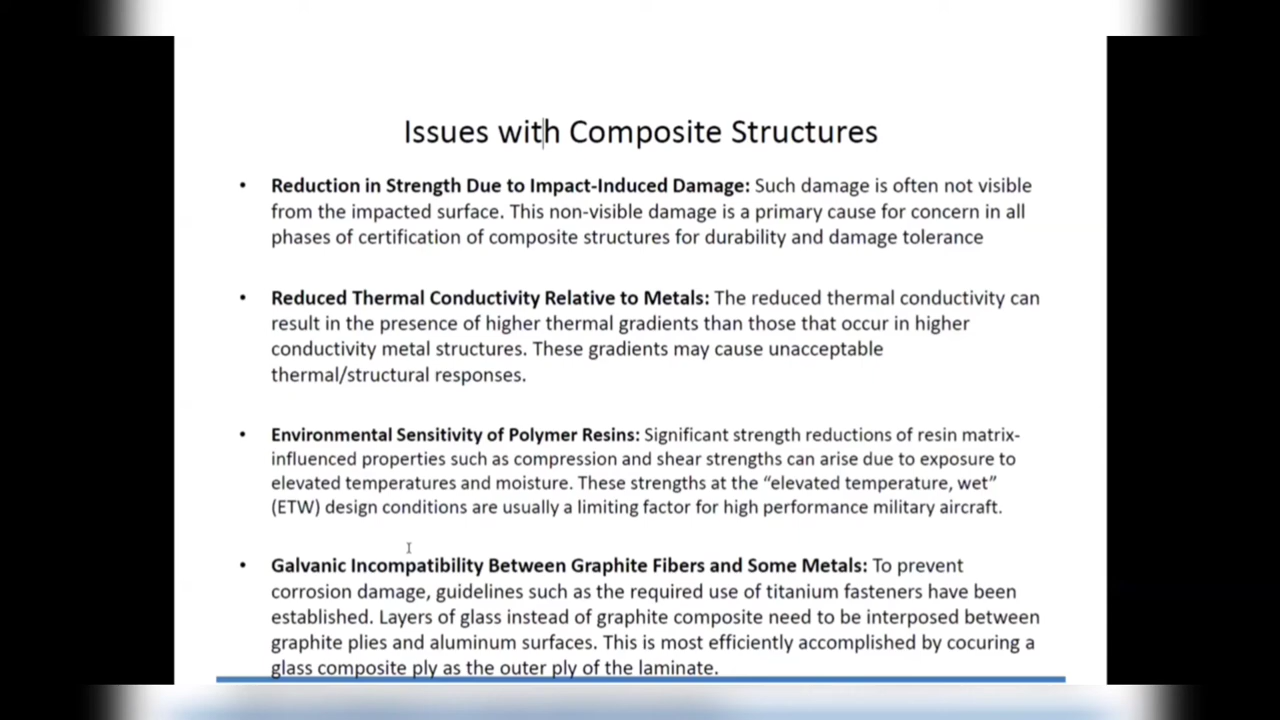 Issues with Composite Structures
• Reduction in Strength Due to Impact-Induced Damage: Such damage is often not visible
from the impacted surface. This non-visible damage is a primary cause for concern in all
phases of certification of composite structures for durability and damage tolerance
• Reduced Thermal Conductivity Relative to Metals: The reduced thermal conductivity can
result in the presence of higher thermal gradients than those that occur in higher
conductivity metal structures. These gradients may cause unacceptable
thermal/structural responses.
• Environmental Sensitivity of Polymer Resins: Significant strength reductions of resin matrix-
influenced properties such as compression and shear strengths can arise due to exposure to
elevated temperatures and moisture. These strengths at the “elevated temperature, wet”
(ETW) design conditions are usually a limiting factor for high performance military aircraft.
• Galvanic Incompatibility Between Graphite Fibers and Some Metals: To prevent
corrosion damage, guidelines such as the required use of titanium fasteners have been
established. Layers of glass instead of graphite composite need to be interposed between
graphite plies and aluminum surfaces. This is most efficiently accomplished by cocuring a
glass composite ply as the outer ply of the laminate.